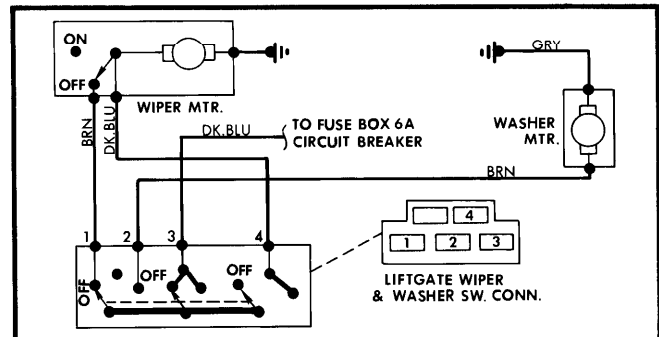 ON
OFF
WIPER MTR.
GRY
BRN
DK.BLU
DK.BLU
TO FUSE BOX 6A
CIRCUIT BREAKER
WASHER
MTR.
BRN
1 2 3 4
OFF
OFF
OFF
4
1 2 3
LIFTGATE WIPER
& WASHER SW. CONN.